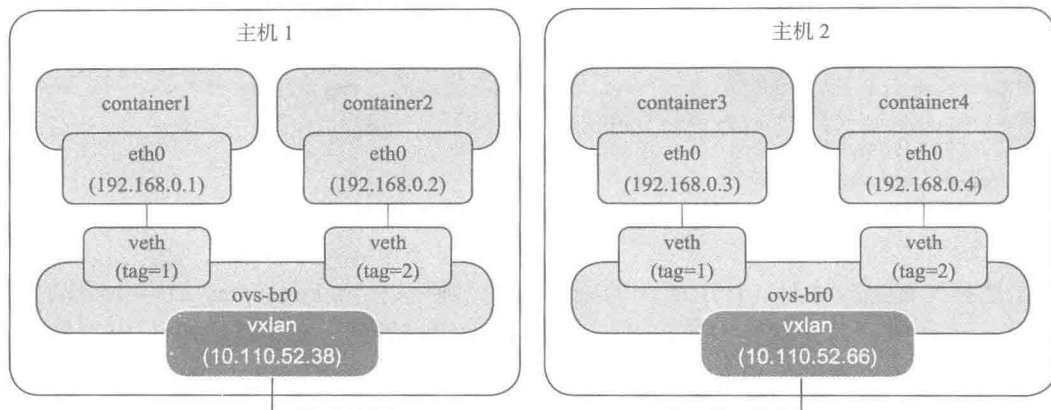 主机 1
container1
container2
eth0
(192.168.0.1)
eth0
(192.168.0.2)
veth
(tag=1)
veth
(tag=2)
ovs-br0
vxlan
(10.110.52.38)
主机 2
container3
container4
eth0
(192.168.0.3)
eth0
(192.168.0.4)
veth
(tag=1)
veth
(tag=2)
ovs-br0
vxlan
(10.110.52.66)